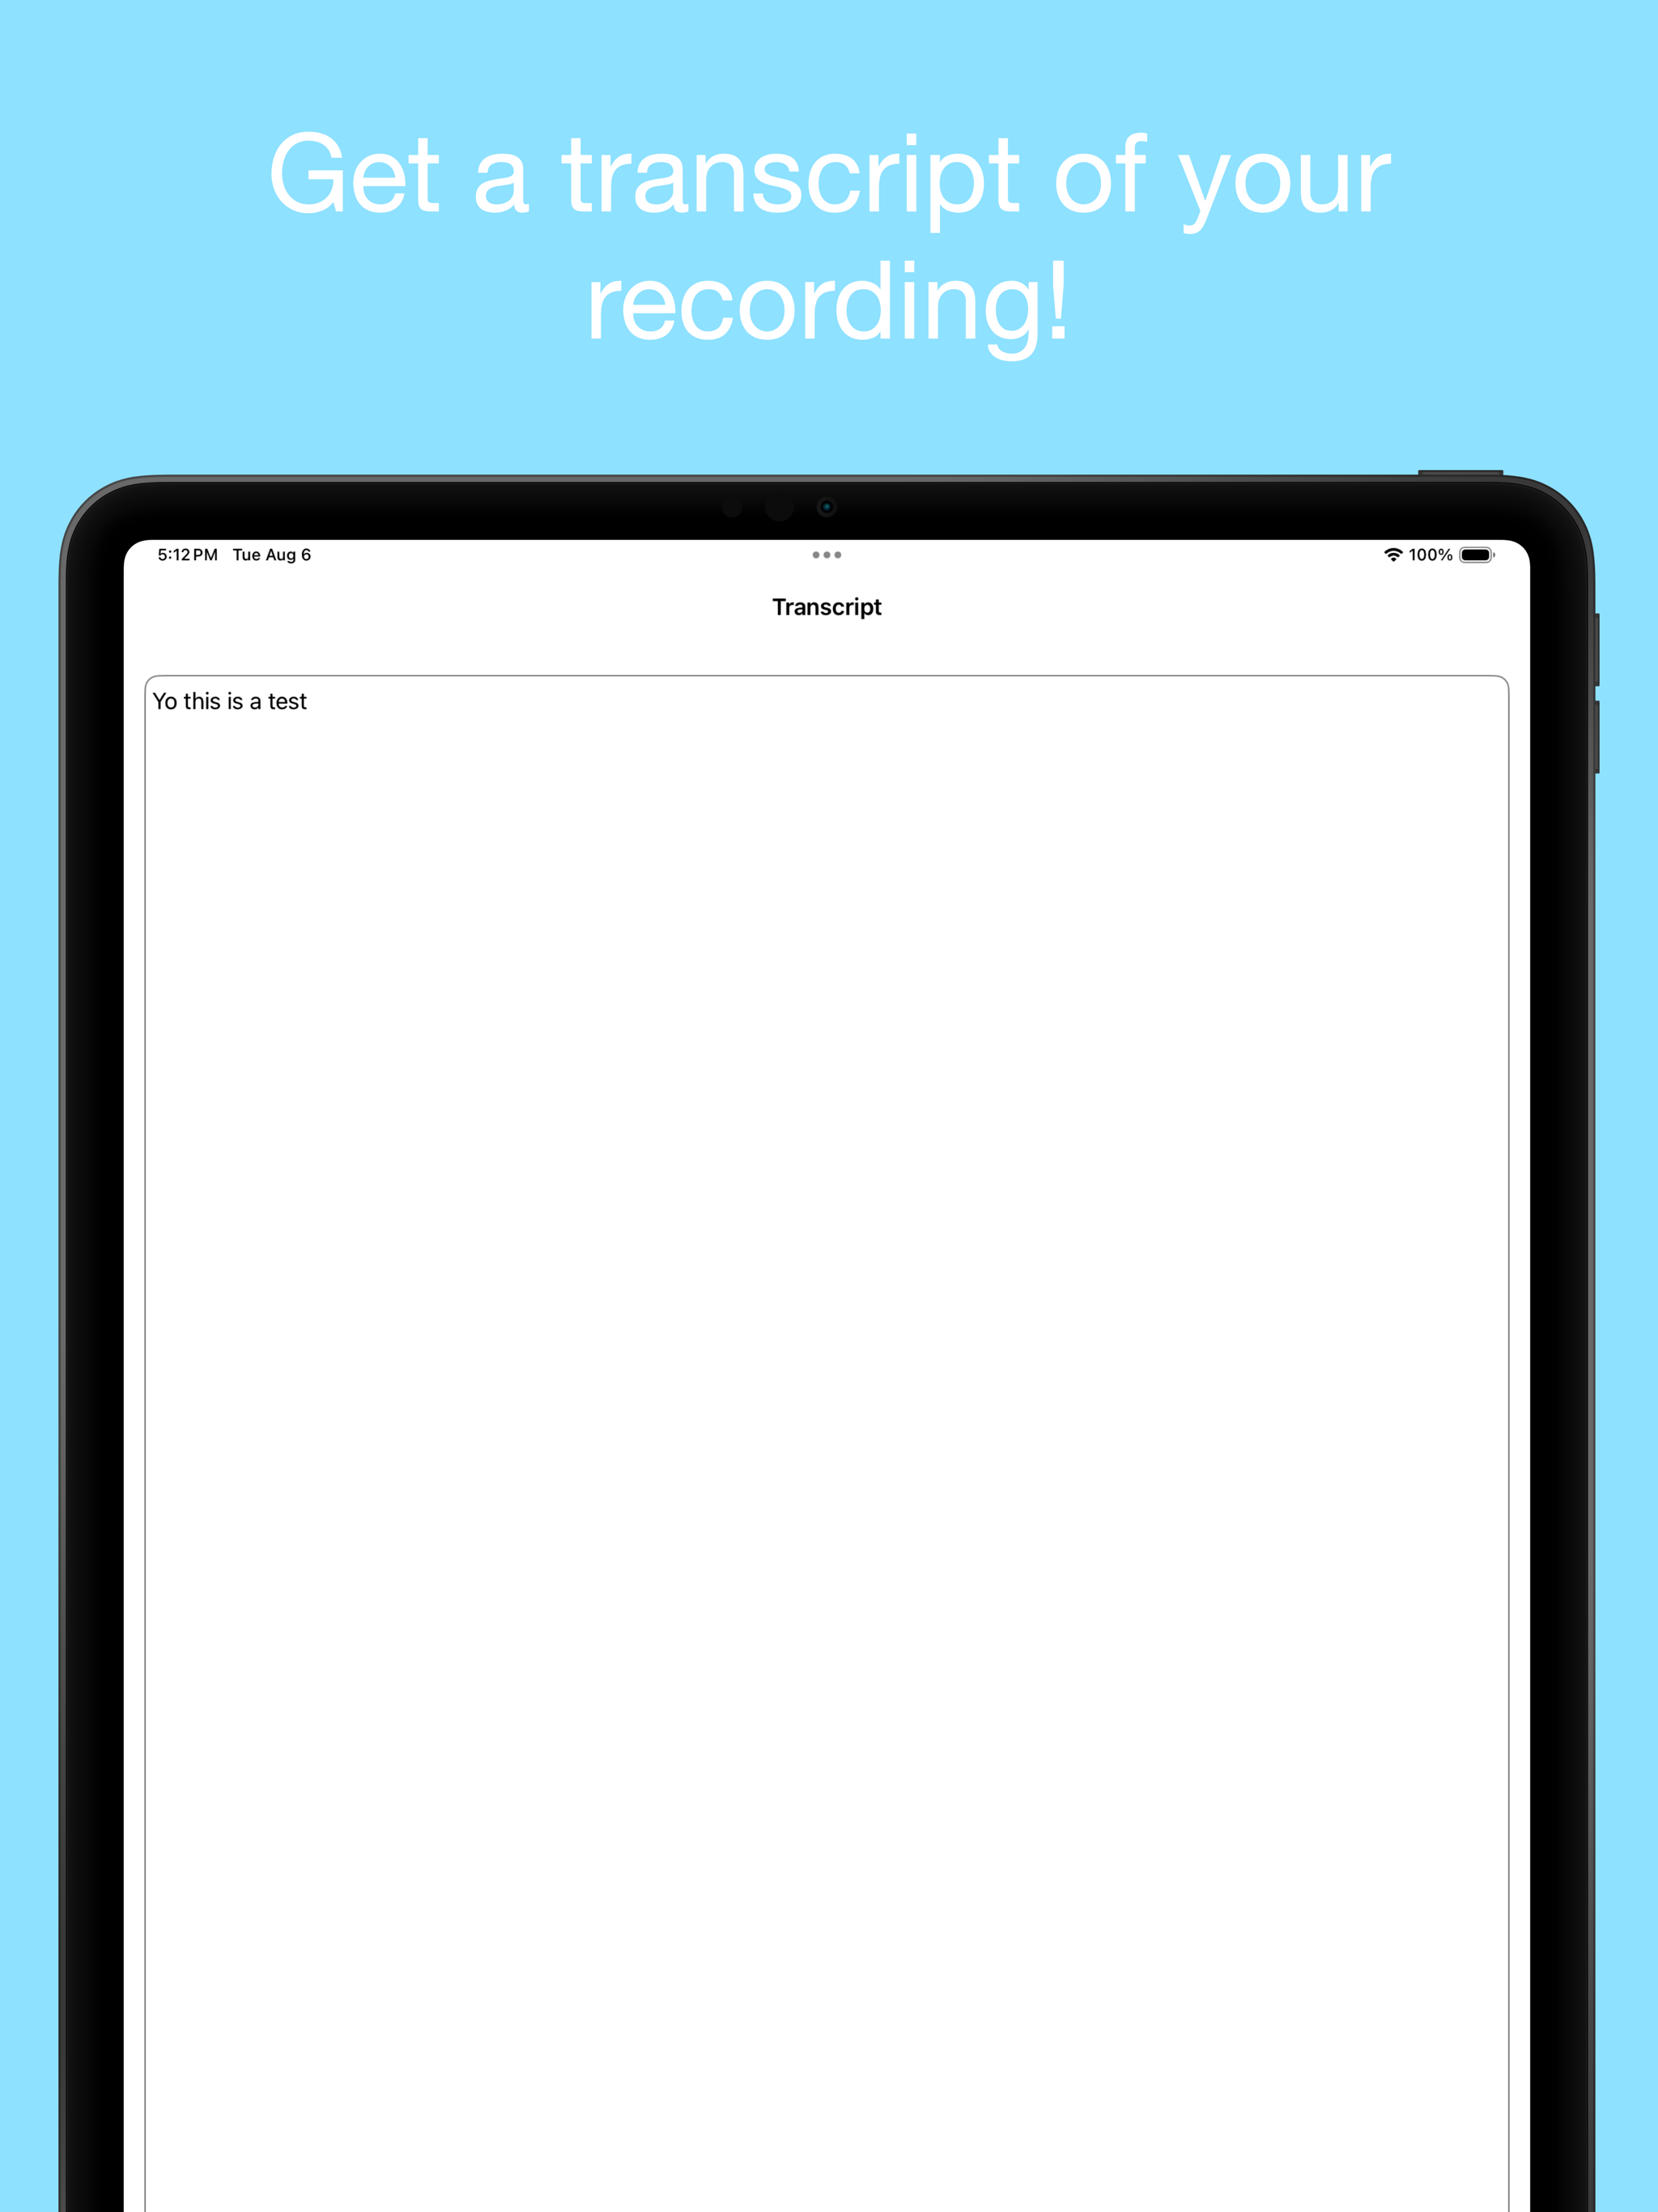 Get a transcript of your
recording!
5:12 PM Tue Aug 6
100%
Transcript
Yo this is a test